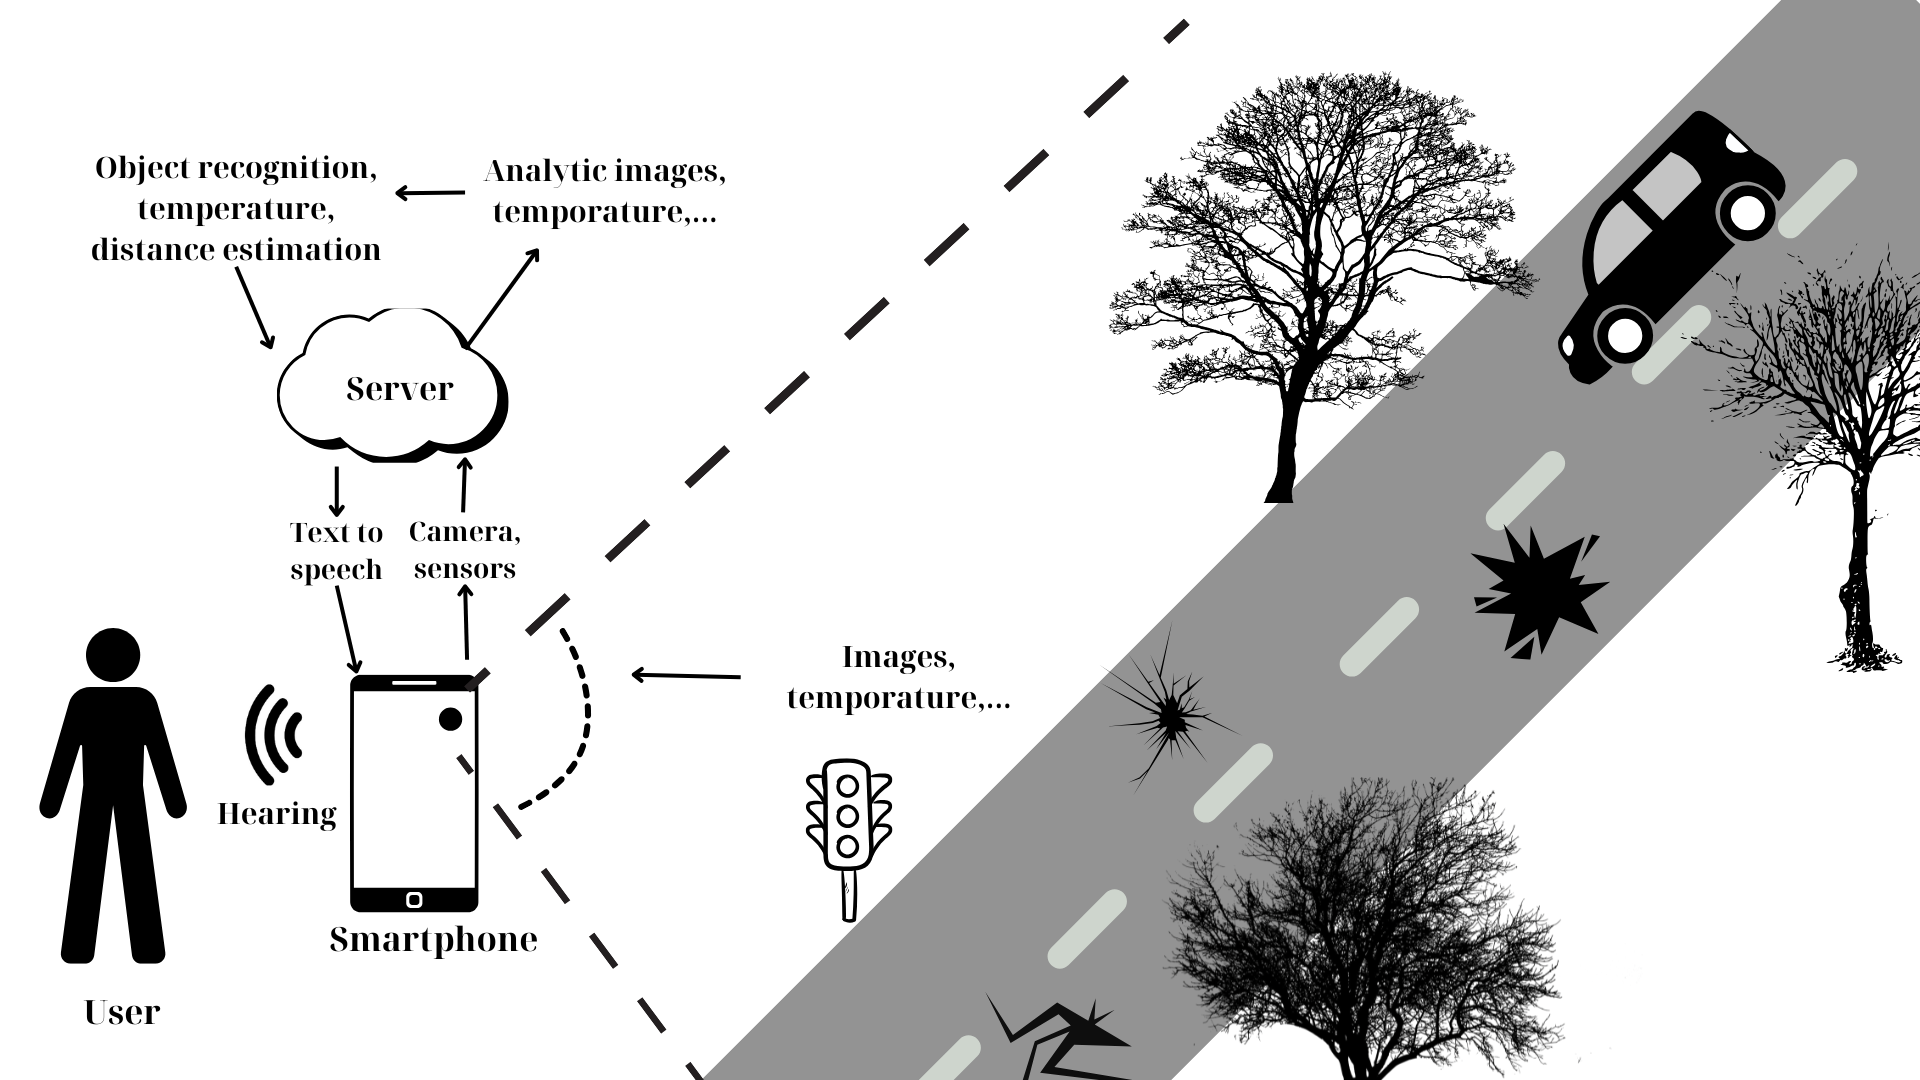 Object recognition,
temperature,
distance estimation
Analytic images,
temporature,...
Server
Text to
speech
Camera,
sensors
Images,
temporature,...
Hearing
Smartphone
User